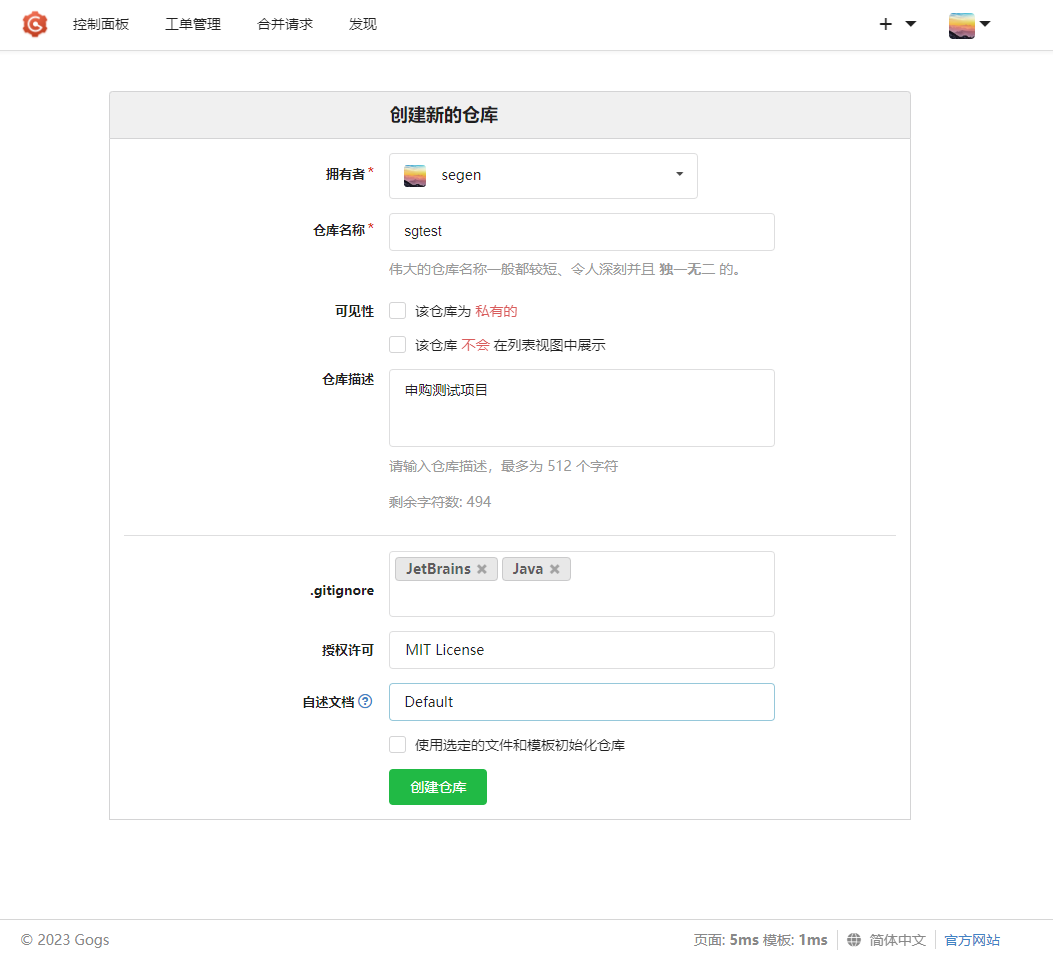 控制面板 工单管理 合并请求 发现
创建新的仓库
拥有者*
segen
仓库名称*
sgtest
伟大的仓库名称一般都较短、令人深刻并且 独一无二 的。
可见性
该仓库为 私有的
该仓库 不会 在列表视图中展示
仓库描述
申购测试项目
请输入仓库描述，最多为 512 个字符
剩余字符数: 494
.gitignore
JetBrains Java
授权许可
MIT License
自述文档
Default
使用选定的文件和模板初始化仓库
创建仓库
© 2023 Gogs
页面: 5ms 模板: 1ms 简体中文 官方网站